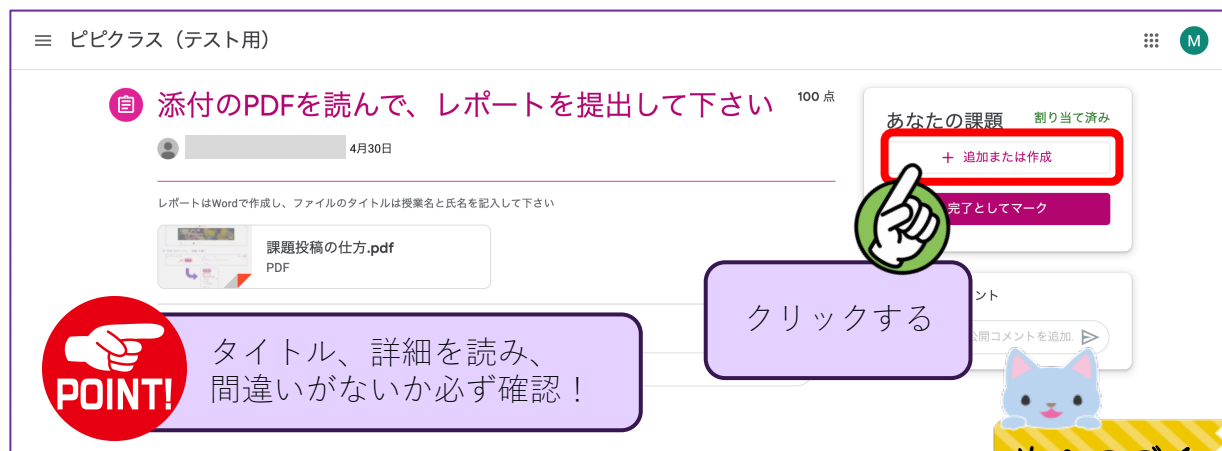 ピピクラス（テスト用）
M
添付のPDFを読んで、レポートを提出して下さい
100 点
4月30日
レポートはWordで作成し、ファイルのタイトルは授業名と氏名を記入して下さい
課題投稿の仕方.pdf
PDF
あなたの課題
割り当て済み
+ 追加または作成
完了としてマーク
クリックする
ント
公開コメントを追加
POINT!
タイトル、詳細を読み、
間違いがないか必ず確認！